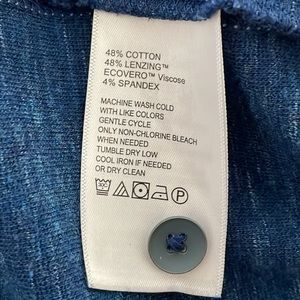 48% COTTON
48% LENZING™
ECOVERO™ Viscose
4% SPANDEX
MACHINE WASH COLD
WITH LIKE COLORS
GENTLE CYCLE
ONLY NON-CHLORINE BLEACH
WHEN NEEDED
TUMBLE DRY LOW
COOL IRON IF NEEDED
OR DRY CLEAN
P